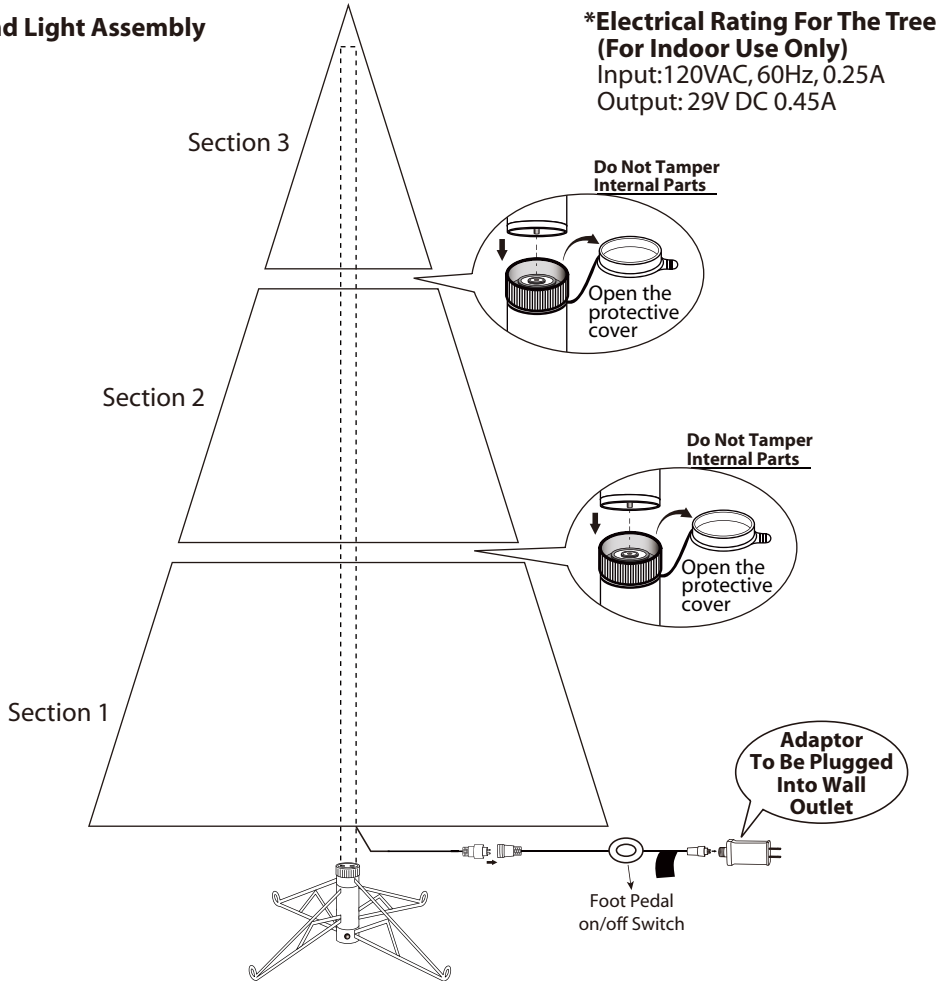 Light Assembly
*Electrical Rating For The Tree
(For Indoor Use Only)
Input:120VAC, 60Hz, 0.25A
Output: 29V DC 0.45A
Section 3
Do Not Tamper
Internal Parts
Open the
protective
cover
Section 2
Do Not Tamper
Internal Parts
Open the
protective
cover
Section 1
Adaptor
To Be Plugged
Into Wall
Outlet
Foot Pedal
on/off Switch